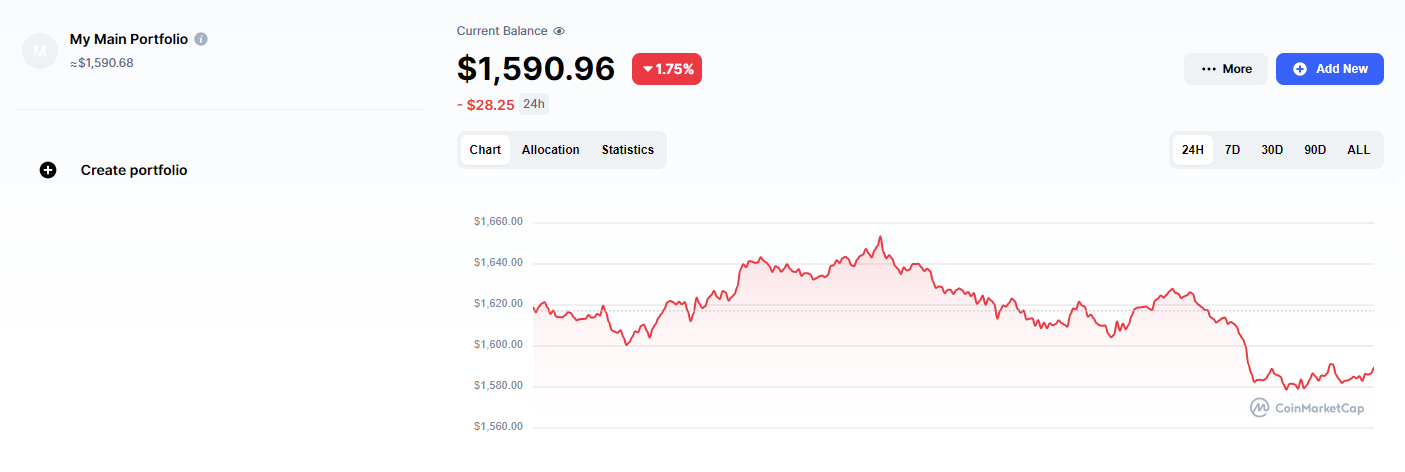 M
My Main Portfolio i
≈$1,590.68
Create portfolio
Current Balance
$1,590.96 1.75%
- $28.25 24h
More Add New
Chart Allocation Statistics
24H 7D 30D 90D ALL
$1,660.00
$1,640.00
$1,620.00
$1,600.00
$1,580.00
$1,560.00
CoinMarketCap